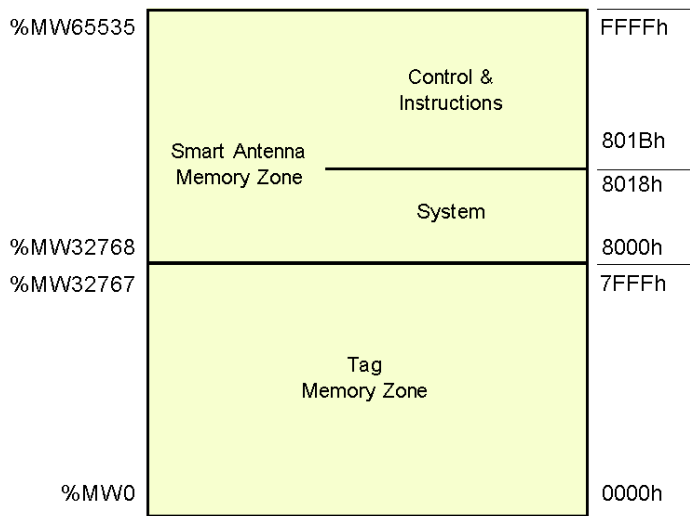 %MW65535
FFFFh
Control &
Instructions
801Bh
Smart Antenna
Memory Zone
8018h
System
%MW32768
8000h
%MW32767
7FFFh
Tag
Memory Zone
%MW0
0000h